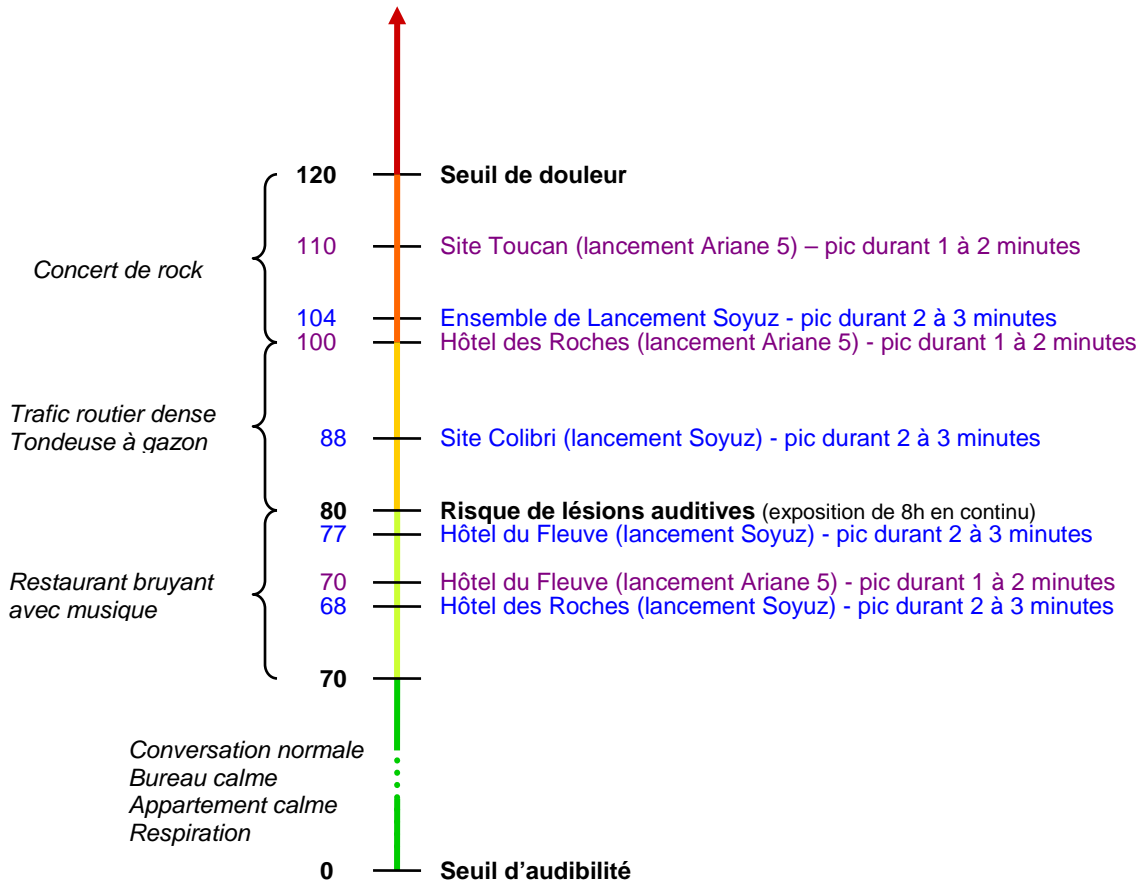 120 Seuil de douleur
110 Site Toucan (lancement Ariane 5) – pic durant 1 à 2 minutes
Concert de rock
104 Ensemble de Lancement Soyuz - pic durant 2 à 3 minutes
100 Hôtel des Roches (lancement Ariane 5) - pic durant 1 à 2 minutes
Trafic routier dense
Tondeuse à gazon
88 Site Colibri (lancement Soyuz) - pic durant 2 à 3 minutes
80 Risque de lésions auditives (exposition de 8h en continu)
77 Hôtel du Fleuve (lancement Soyuz) - pic durant 2 à 3 minutes
Restaurant bruyant
avec musique
70 Hôtel du Fleuve (lancement Ariane 5) - pic durant 1 à 2 minutes
68 Hôtel des Roches (lancement Soyuz) - pic durant 2 à 3 minutes
70
Conversation normale
Bureau calme
Appartement calme
Respiration
0 Seuil d'audibilité